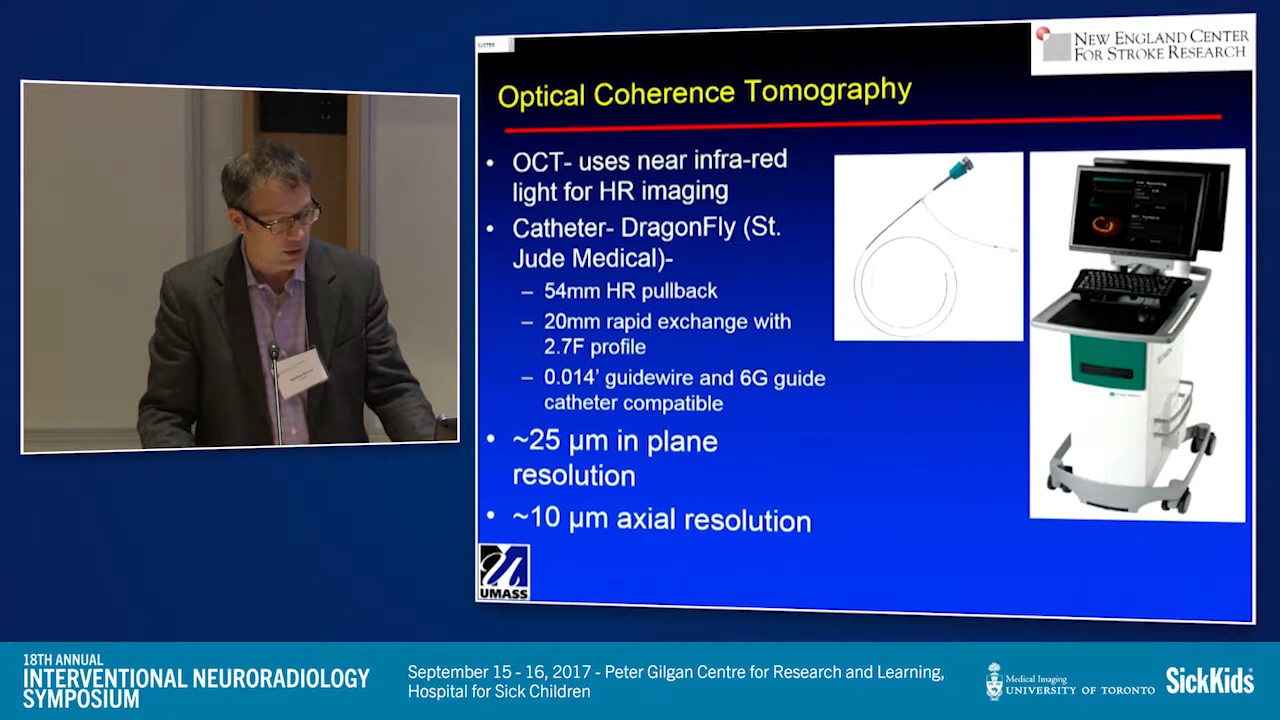 NEW ENGLAND CENTER
FOR STROKE RESEARCH
Optical Coherence Tomography
• OCT- uses near infra-red
light for HR imaging
• Catheter- DragonFly (St.
Jude Medical)-
– 54mm HR pullback
– 20mm rapid exchange with
2.7F profile
– 0.014’ guidewire and 6G guide
catheter compatible
• ~25 µm in plane
resolution
• ~10 µm axial resolution
UMASS
18TH ANNUAL
INTERVENTIONAL NEURORADIOLOGY
SYMPOSIUM
September 15 - 16, 2017 - Peter Gilgan Centre for Research and Learning,
Hospital for Sick Children
Medical Imaging
UNIVERSITY OF TORONTO
SickKids®